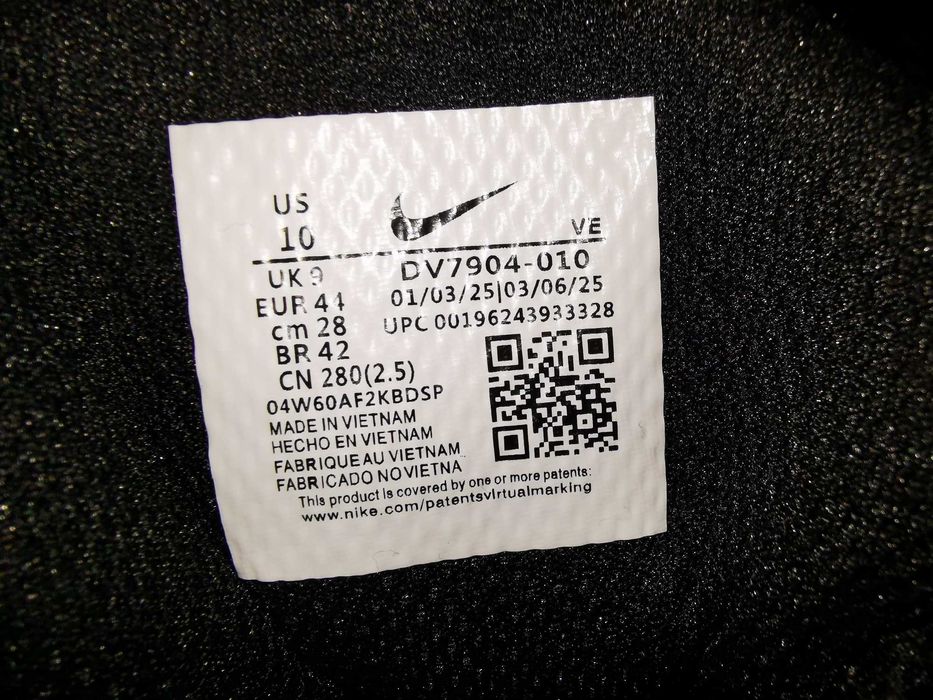 US
10
VE
UK 9
EUR 44
cm 28
BR 42
CN 280(2.5)
DV7904-010
01/03/25|03/06/25
UPC 00196243933328
04W60AF2KBDSP
MADE IN VIETNAM
HECHO EN VIETNAM
FABRIQUE AU VIETNAM
FABRICADO NO VIETNA
This product is covered by one or more patents:
www.nike.com/patentsvirtualmarking